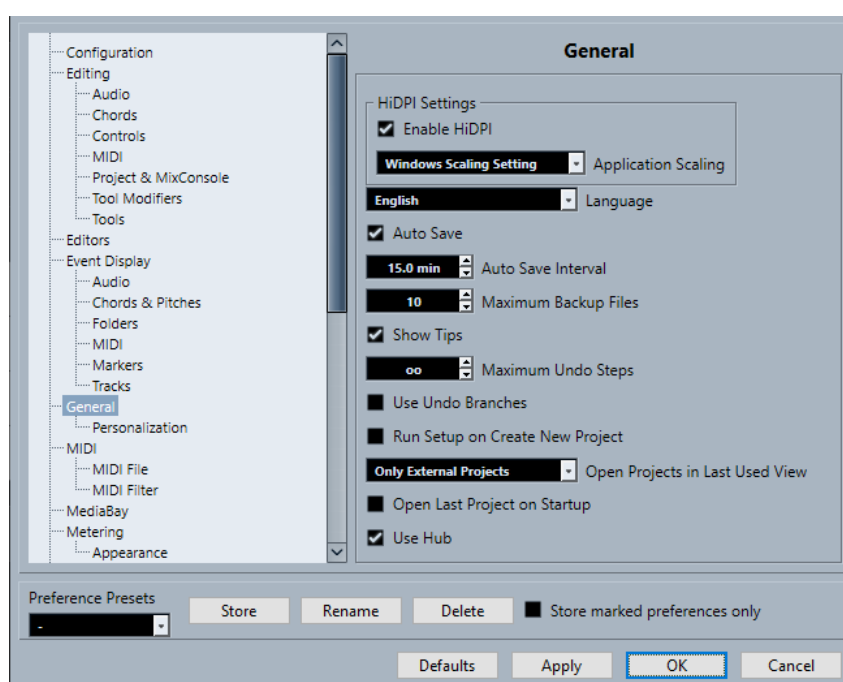 Configuration
Editing
Audio
Chords
Controls
MIDI
Project & MixConsole
Tool Modifiers
Tools
Editors
Event Display
Audio
Chords & Pitches
Folders
MIDI
Markers
Tracks
General
Personalization
MIDI
MIDI File
MIDI Filter
MediaBay
Metering
Appearance
General
HiDPI Settings
Enable HiDPI
Windows Scaling Setting Application Scaling
English Language
Auto Save
15.0 min Auto Save Interval
10 Maximum Backup Files
Show Tips
oo Maximum Undo Steps
Use Undo Branches
Run Setup on Create New Project
Only External Projects Open Projects in Last Used View
Open Last Project on Startup
Use Hub
Preference Presets
-
Store Rename Delete Store marked preferences only
Defaults Apply OK Cancel